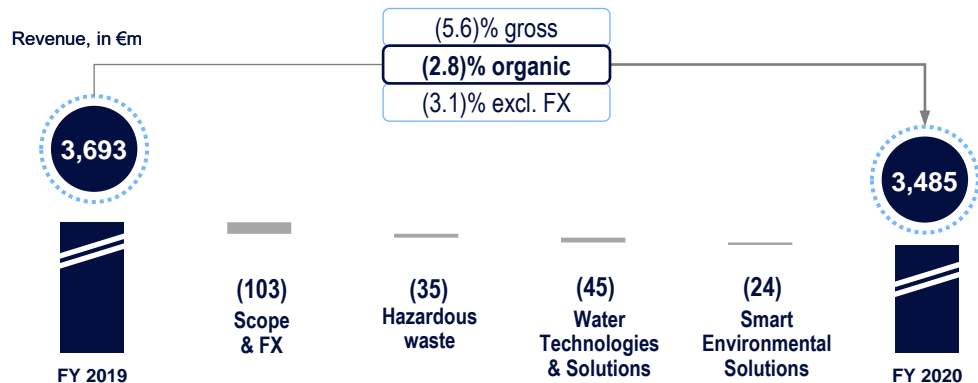 (5.6)% gross
Revenue, in €m
(2.8)% organic
(3.1)% excl. FX
3,693
3,485
(103)
Scope
& FX
(35)
Hazardous
waste
(45)
Water
Technologies
& Solutions
(24)
Smart
Environmental
Solutions
FY 2019
FY 2020